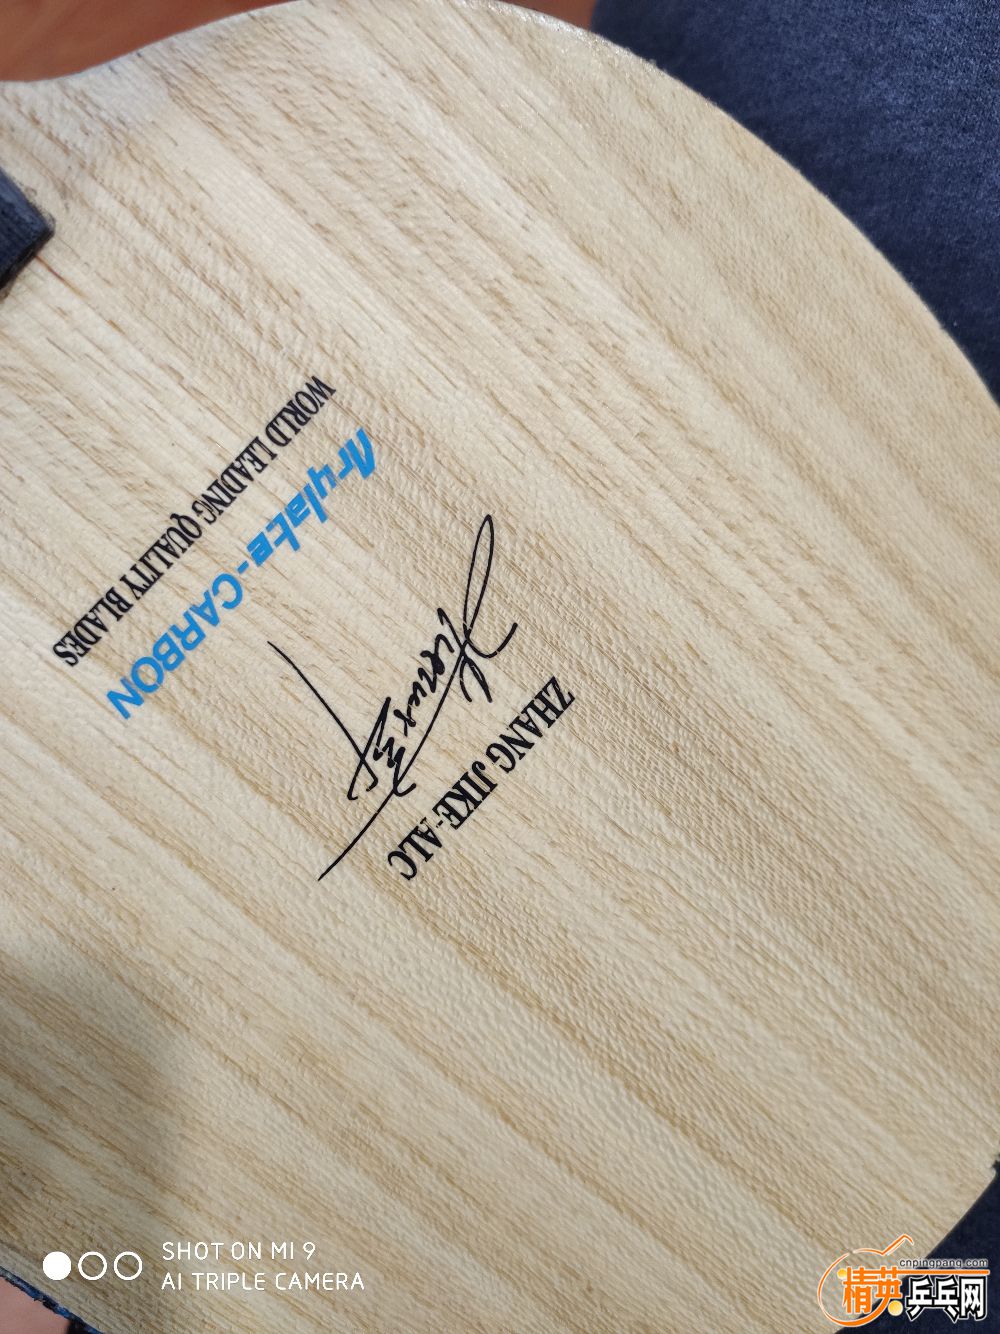 ZHANG JIKE-ALC
Arylate-CARBON
WORLD LEADING QUALITY BLADES
SHOT ON MI 9
AI TRIPLE CAMERA
cnpingpang.com
精英乒乓网